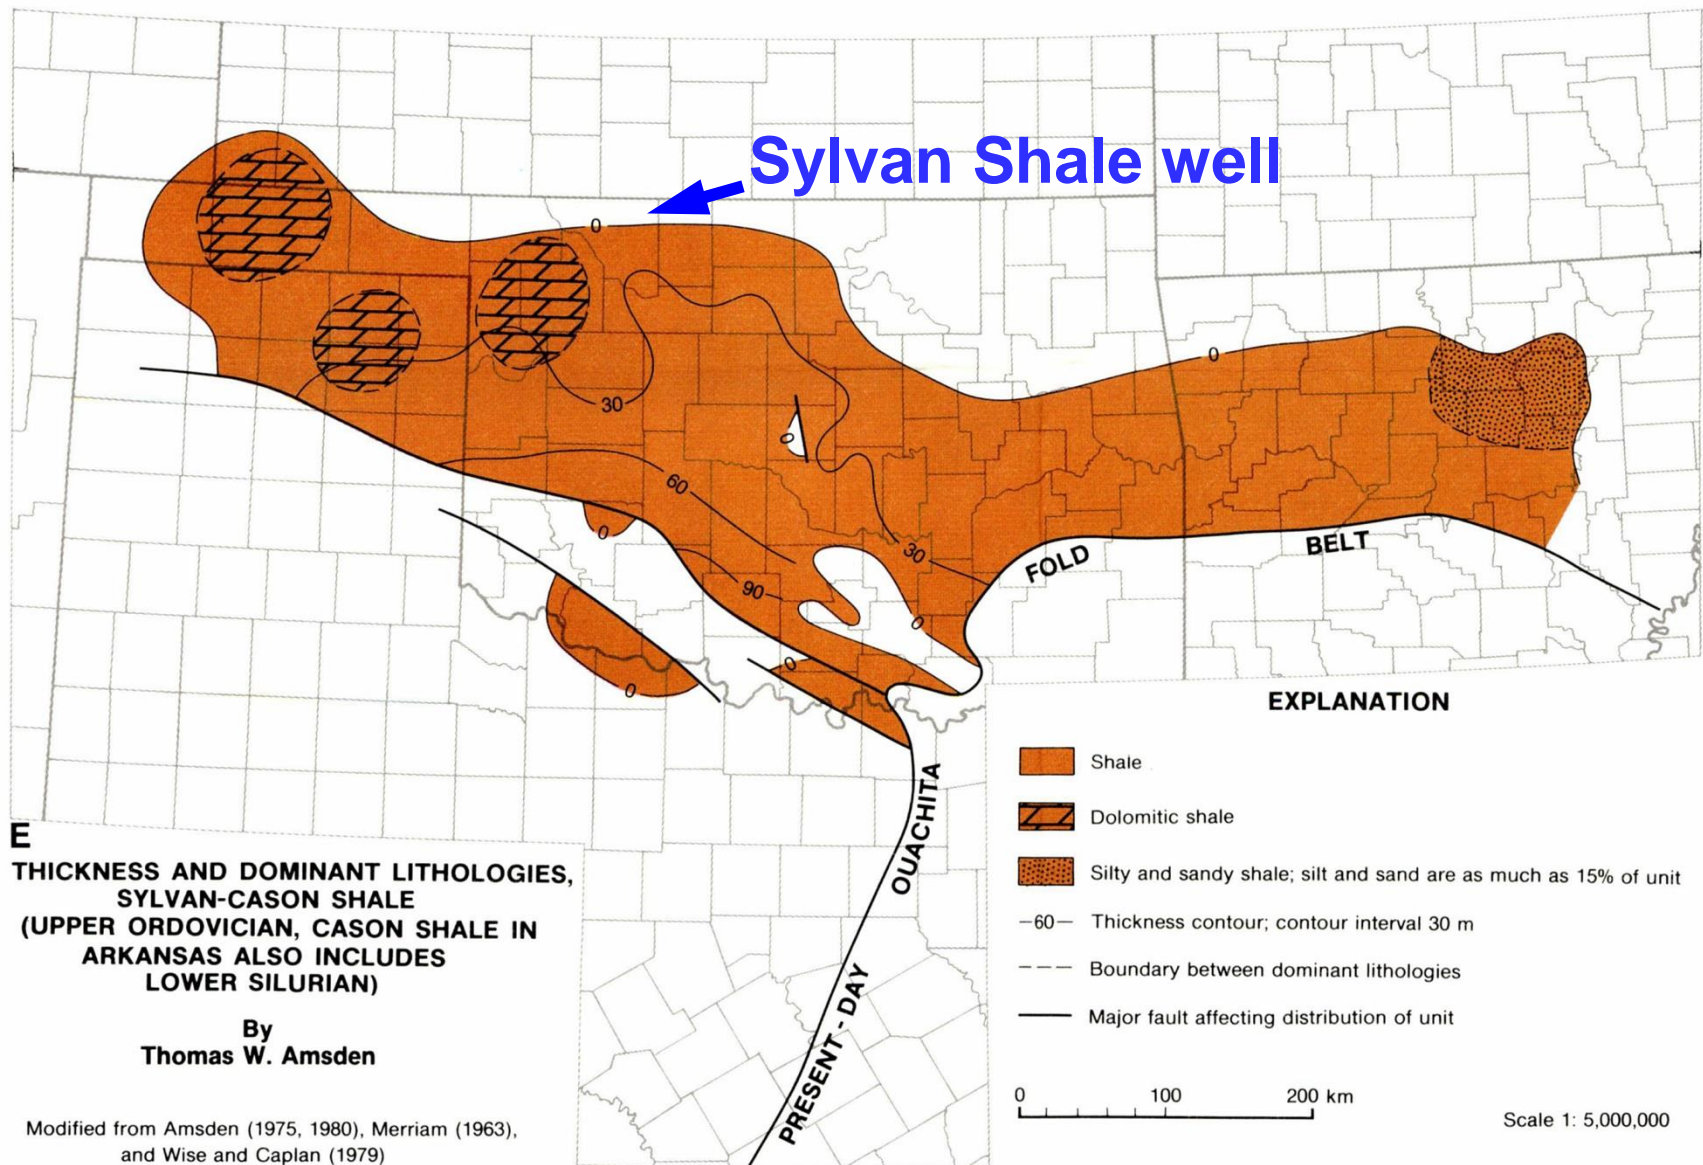 Sylvan Shale well
0
0
30
0
60
0
30
90
0
0
0
FOLD
BELT
OUACHITA
PRESENT-DAY
E
THICKNESS AND DOMINANT LITHOLOGIES,
SYLVAN-CASON SHALE
(UPPER ORDOVICIAN, CASON SHALE IN
ARKANSAS ALSO INCLUDES
LOWER SILURIAN)
By
Thomas W. Amsden
Modified from Amsden (1975, 1980), Merriam (1963),
and Wise and Caplan (1979)
EXPLANATION
Shale
Dolomitic shale
Silty and sandy shale; silt and sand are as much as 15% of unit
—60— Thickness contour; contour interval 30 m
Boundary between dominant lithologies
Major fault affecting distribution of unit
0 100 200 km
Scale 1: 5,000,000